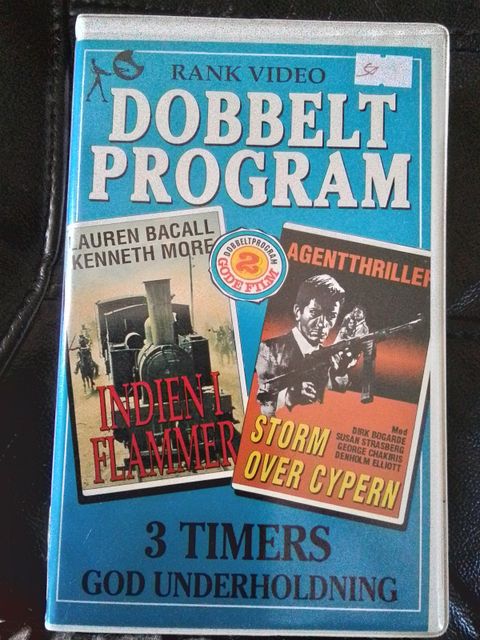 RANK VIDEO
DOBBELT
PROGRAM
LAUREN BACALL
KENNETH MORE
INDIEN I
FLAMMER
DOBBELTPROGRAM
2
GODE FILM
AGENTTHRILLER
Med
DIRK BOGARDE
SUSAN STRASBERG
GEORGE CHAKIRIS
DENHOLM ELLIOTT
STORM
OVER CYPERN
3 TIMERS
GOD UNDERHOLDNING